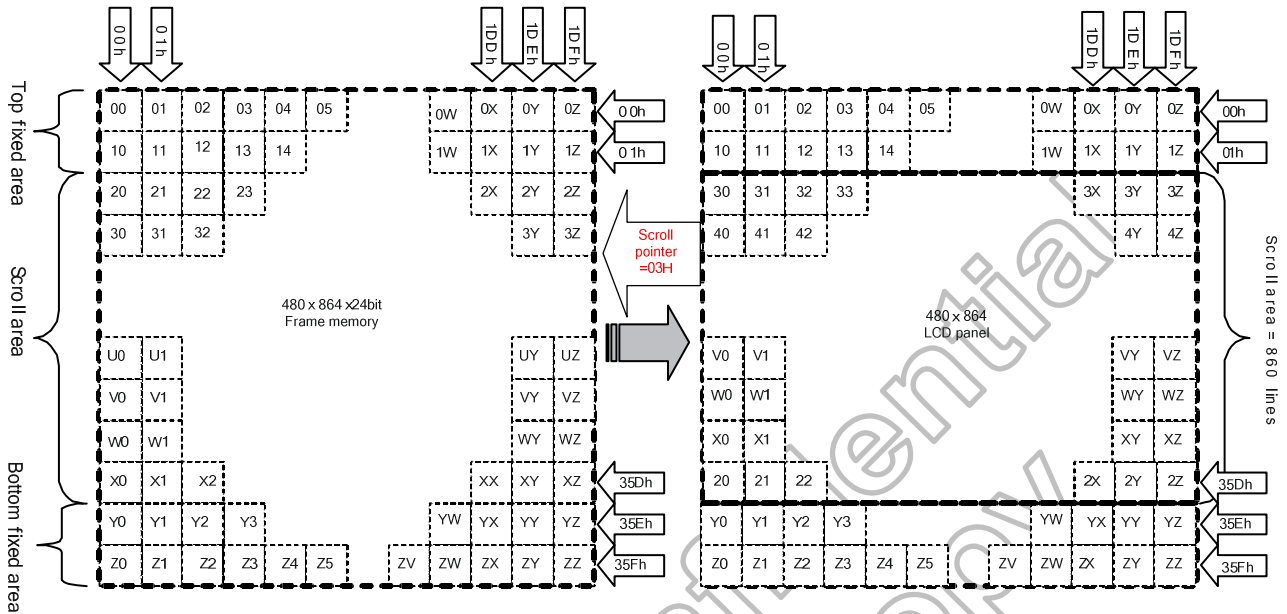 00h 01h 1DDh 1DEh 1DFh 00h 01h 1DDh 1DEh 1DFh
Top fixed area
00 01 02 03 04 05 0W 0X 0Y 0Z 00h 00 01 02 03 04 05 0W 0X 0Y 0Z 00h
10 11 12 13 14 1W 1X 1Y 1Z 01h 10 11 12 13 14 1W 1X 1Y 1Z 01h
20 21 22 23 2X 2Y 2Z 30 31 32 33 3X 3Y 3Z
30 31 32 3Y 3Z 40 41 42 4Y 4Z
Scroll
pointer
=03H
Scroll area
480 x 864 x24bit
Frame memory
480 x 864
LCD panel
Scroll area = 860 lines
U0 U1 UY UZ V0 V1 VY VZ
V0 V1 VY VZ W0 W1 WY WZ
W0 W1 WY WZ X0 X1 XY XZ
X0 X1 X2 XX XY XZ 35Dh 20 21 22 2X 2Y 2Z 35Dh
Bottom fixed area
Y0 Y1 Y2 Y3 YW YX YY YZ 35Eh Y0 Y1 Y2 Y3 YW YX YY YZ 35Eh
Z0 Z1 Z2 Z3 Z4 Z5 ZV ZW ZX ZY ZZ 35Fh Z0 Z1 Z2 Z3 Z4 Z5 ZV ZW ZX ZY ZZ 35Fh